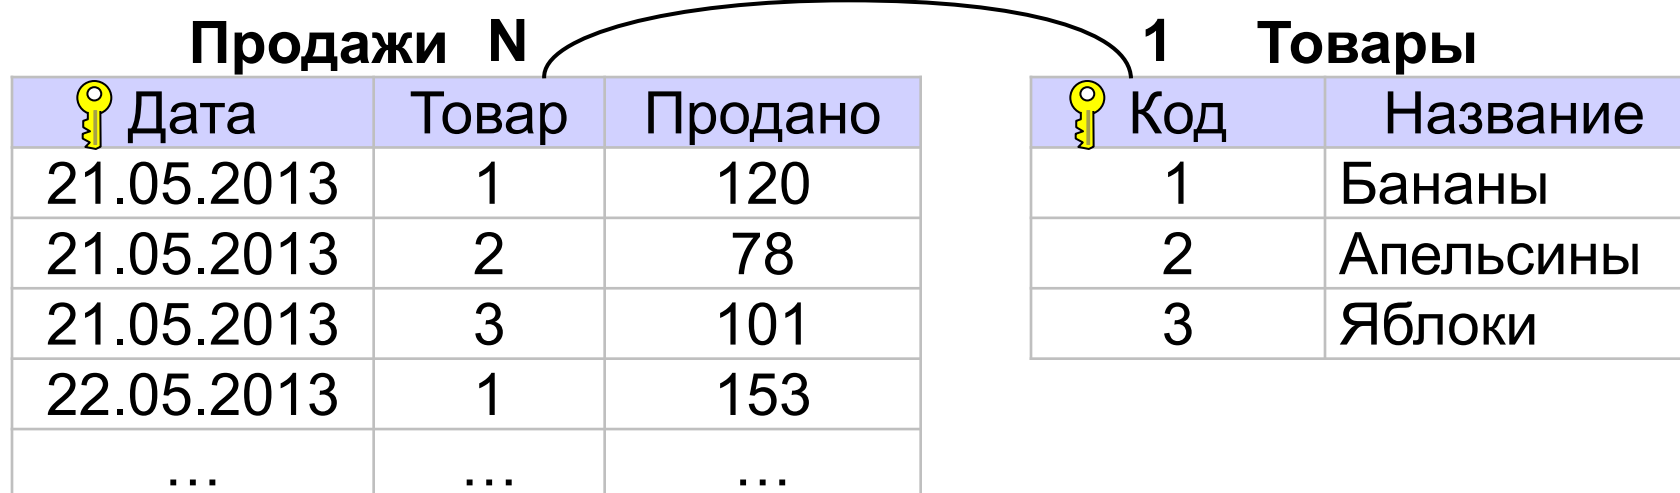 Продажи N 1 Товары
Дата Товар Продано Код Название
21.05.2013 1 120 1 Бананы
21.05.2013 2 78 2 Апельсины
21.05.2013 3 101 3 Яблоки
22.05.2013 1 153
… … …